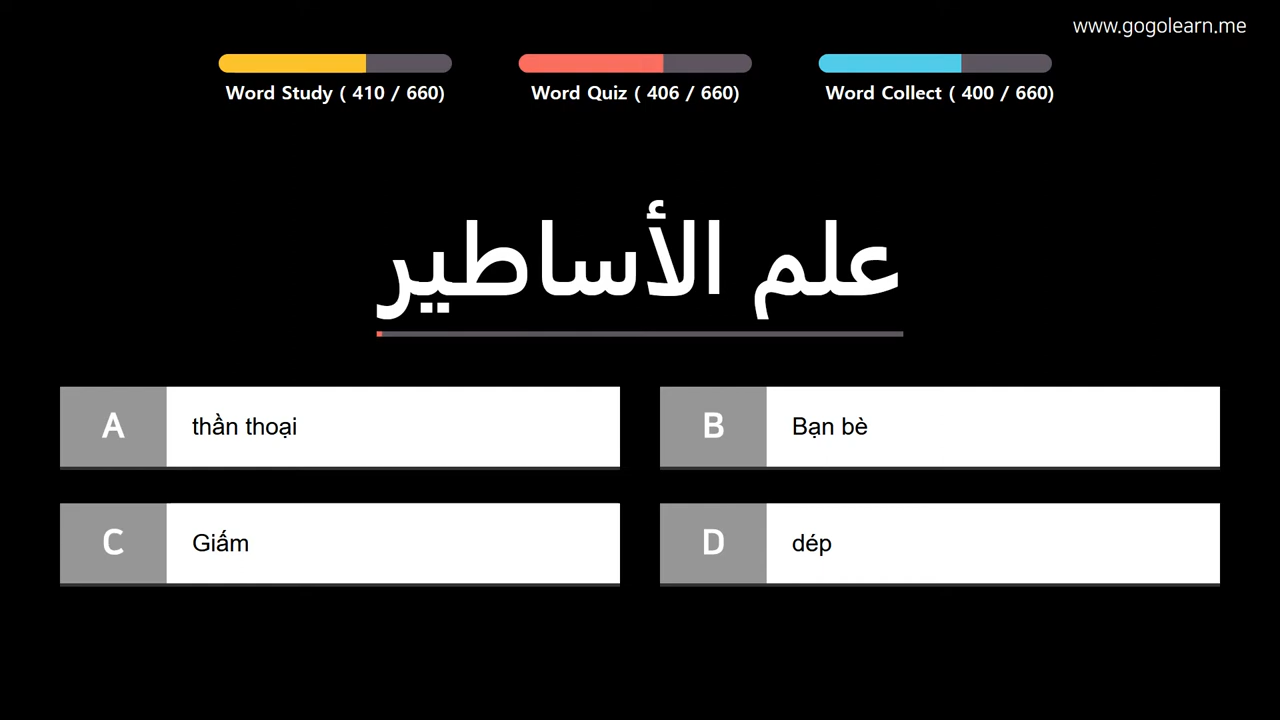 www.gogolearn.me
Word Study ( 410 / 660)
Word Quiz ( 406 / 660)
Word Collect ( 400 / 660)
علم الأساطير
A
thần thoại
B
Bạn bè
C
Giấm
D
dép